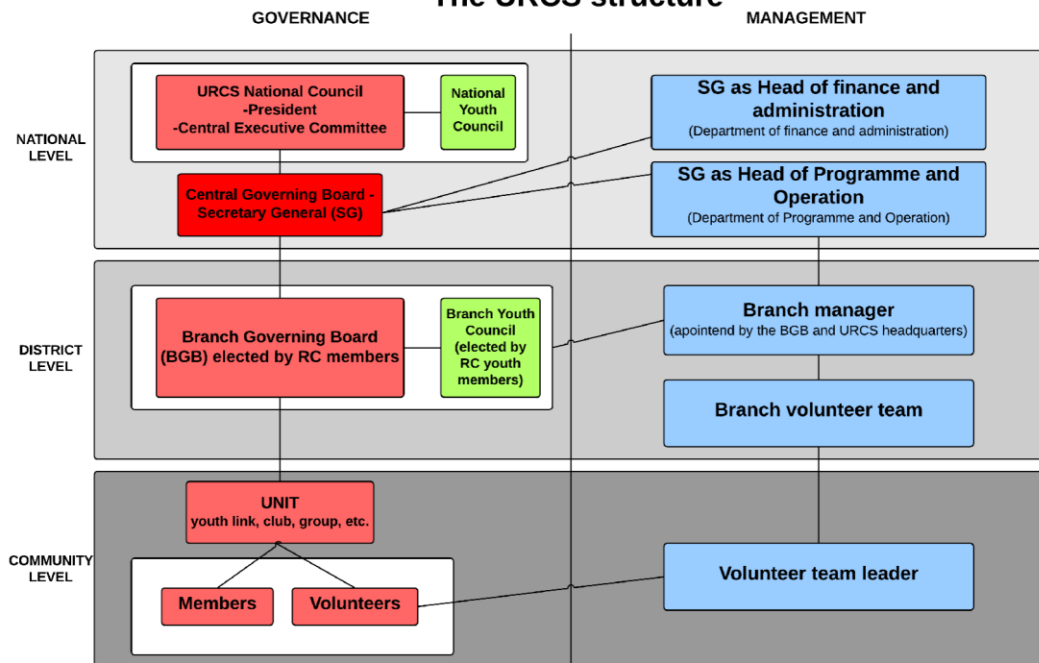 The URCS structure
GOVERNANCE
MANAGEMENT
NATIONAL
LEVEL
URCS National Council
-President
-Central Executive Committee
National
Youth
Council
SG as Head of finance and
administration
(Department of finance and administration)
Central Governing Board -
Secretary General (SG)
SG as Head of Programme and
Operation
(Department of Programme and Operation)
DISTRICT
LEVEL
Branch Governing Board
(BGB) elected by RC members
Branch Youth
Council
(elected by
RC youth
members)
Branch manager
(apointend by the BGB and URCS headquarters)
Branch volunteer team
COMMUNITY
LEVEL
UNIT
youth link, club, group, etc.
Members
Volunteers
Volunteer team leader